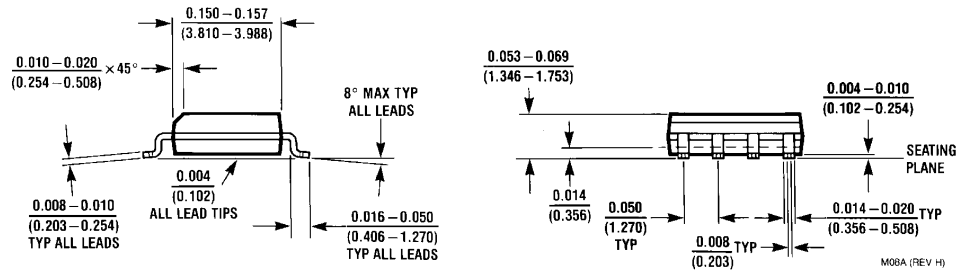 0.150–0.157
(3.810–3.988)
0.010–0.020
(0.254–0.508)
×45°
8° MAX TYP
ALL LEADS
0.004
(0.102)
ALL LEAD TIPS
0.008–0.010
(0.203–0.254)
TYP ALL LEADS
0.016–0.050
(0.406–1.270)
TYP ALL LEADS
0.053–0.069
(1.346–1.753)
0.004–0.010
(0.102–0.254)
SEATING
PLANE
0.014
(0.356)
0.050
(1.270)
TYP
0.014–0.020 TYP
(0.356–0.508)
0.008 TYP
(0.203)
M08A (REV H)